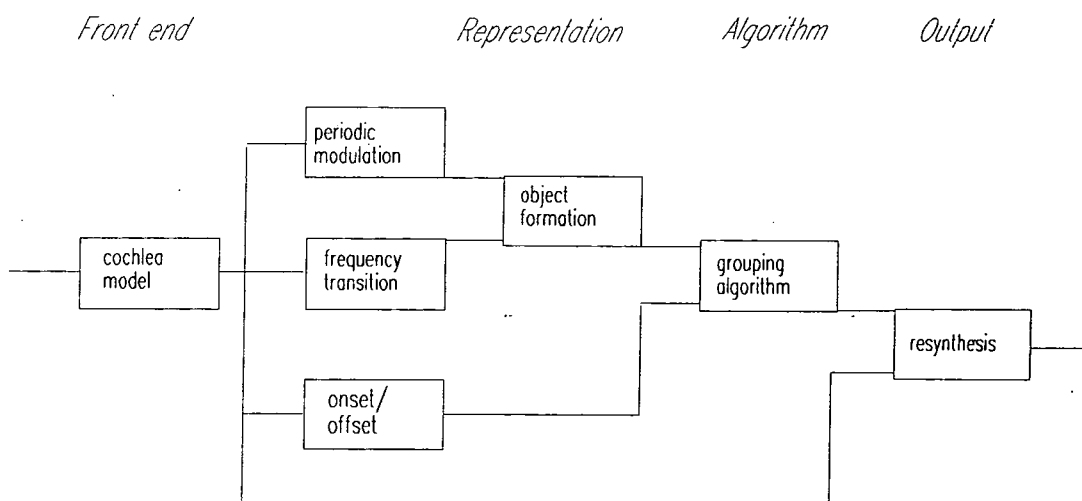 Front end
Representation
Algorithm
Output
periodic
modulation
object
formation
cochlea
model
frequency
transition
grouping
algorithm
resynthesis
onset/
offset